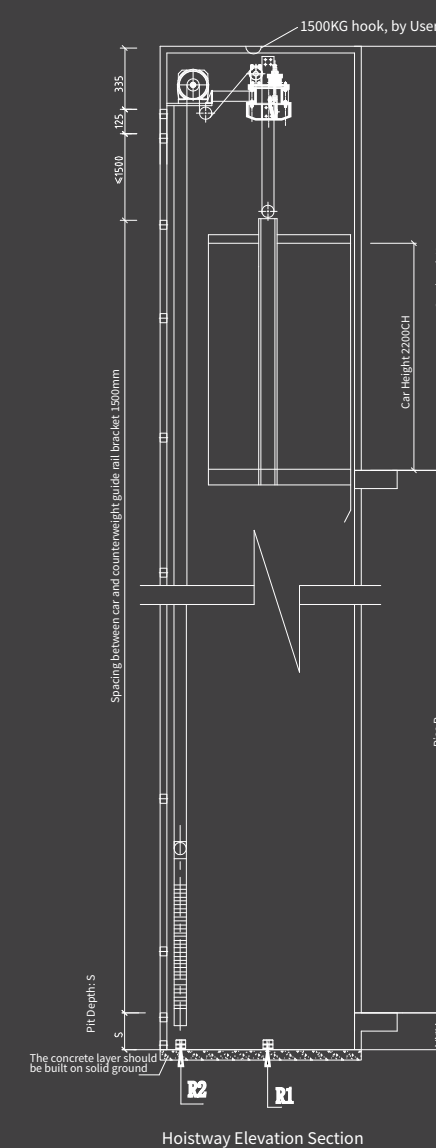 1500KG hook, by User
335
125
≤1500
Car Height 2200CH
Spacing between car and counterweight guide rail bracket 1500mm
Pit Depth: S
S
The concrete layer should
be built on solid ground
R2
R1
Hoistway Elevation Section